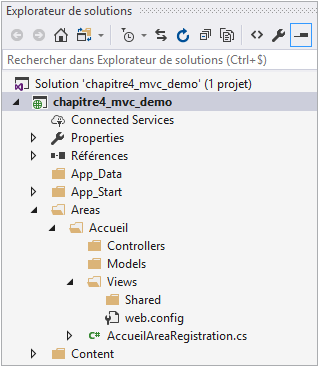 Explorateur de solutions
Rechercher dans Explorateur de solutions (Ctrl+$)
Solution 'chapitre4_mvc_demo' (1 projet)
chapitre4_mvc_demo
Connected Services
Properties
Références
App_Data
App_Start
Areas
Accueil
Controllers
Models
Views
Shared
web.config
C# AccueilAreaRegistration.cs
Content